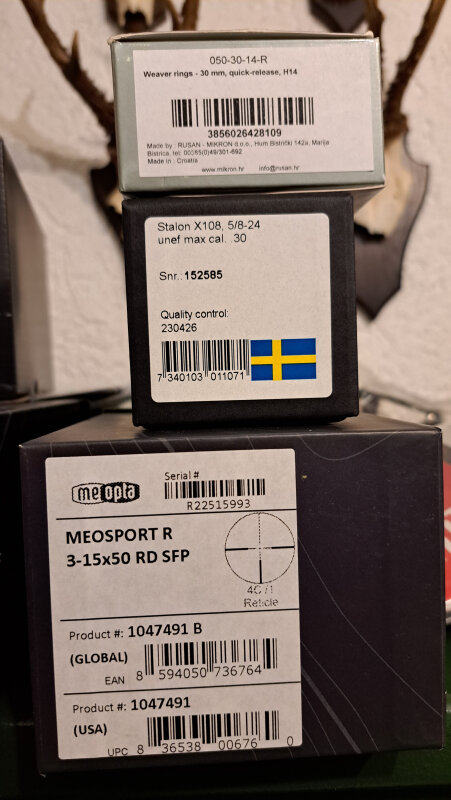 050-30-14-R
Weaver rings - 30 mm, quick-release, H14
3856026428109
Made by : RUSAN - MIKRON d.o.o., Hum Bistrički 142a, Marija
Bistrica, tel: 00385(0)49/301-692
Made in : Croatia
www.mikron.hr info@rusan.hr
Stalon X108, 5/8-24
unef max cal. .30
Snr.: 152585
Quality control:
230426
7 340103 011071
meopta
Serial #
R22515993
MEOSPORT R
3-15x50 RD SFP
4C /1
Reticle
Product #: 1047491 B
(GLOBAL)
EAN 8 594050 736764
Product #: 1047491
(USA)
UPC 8 36538 00676 0